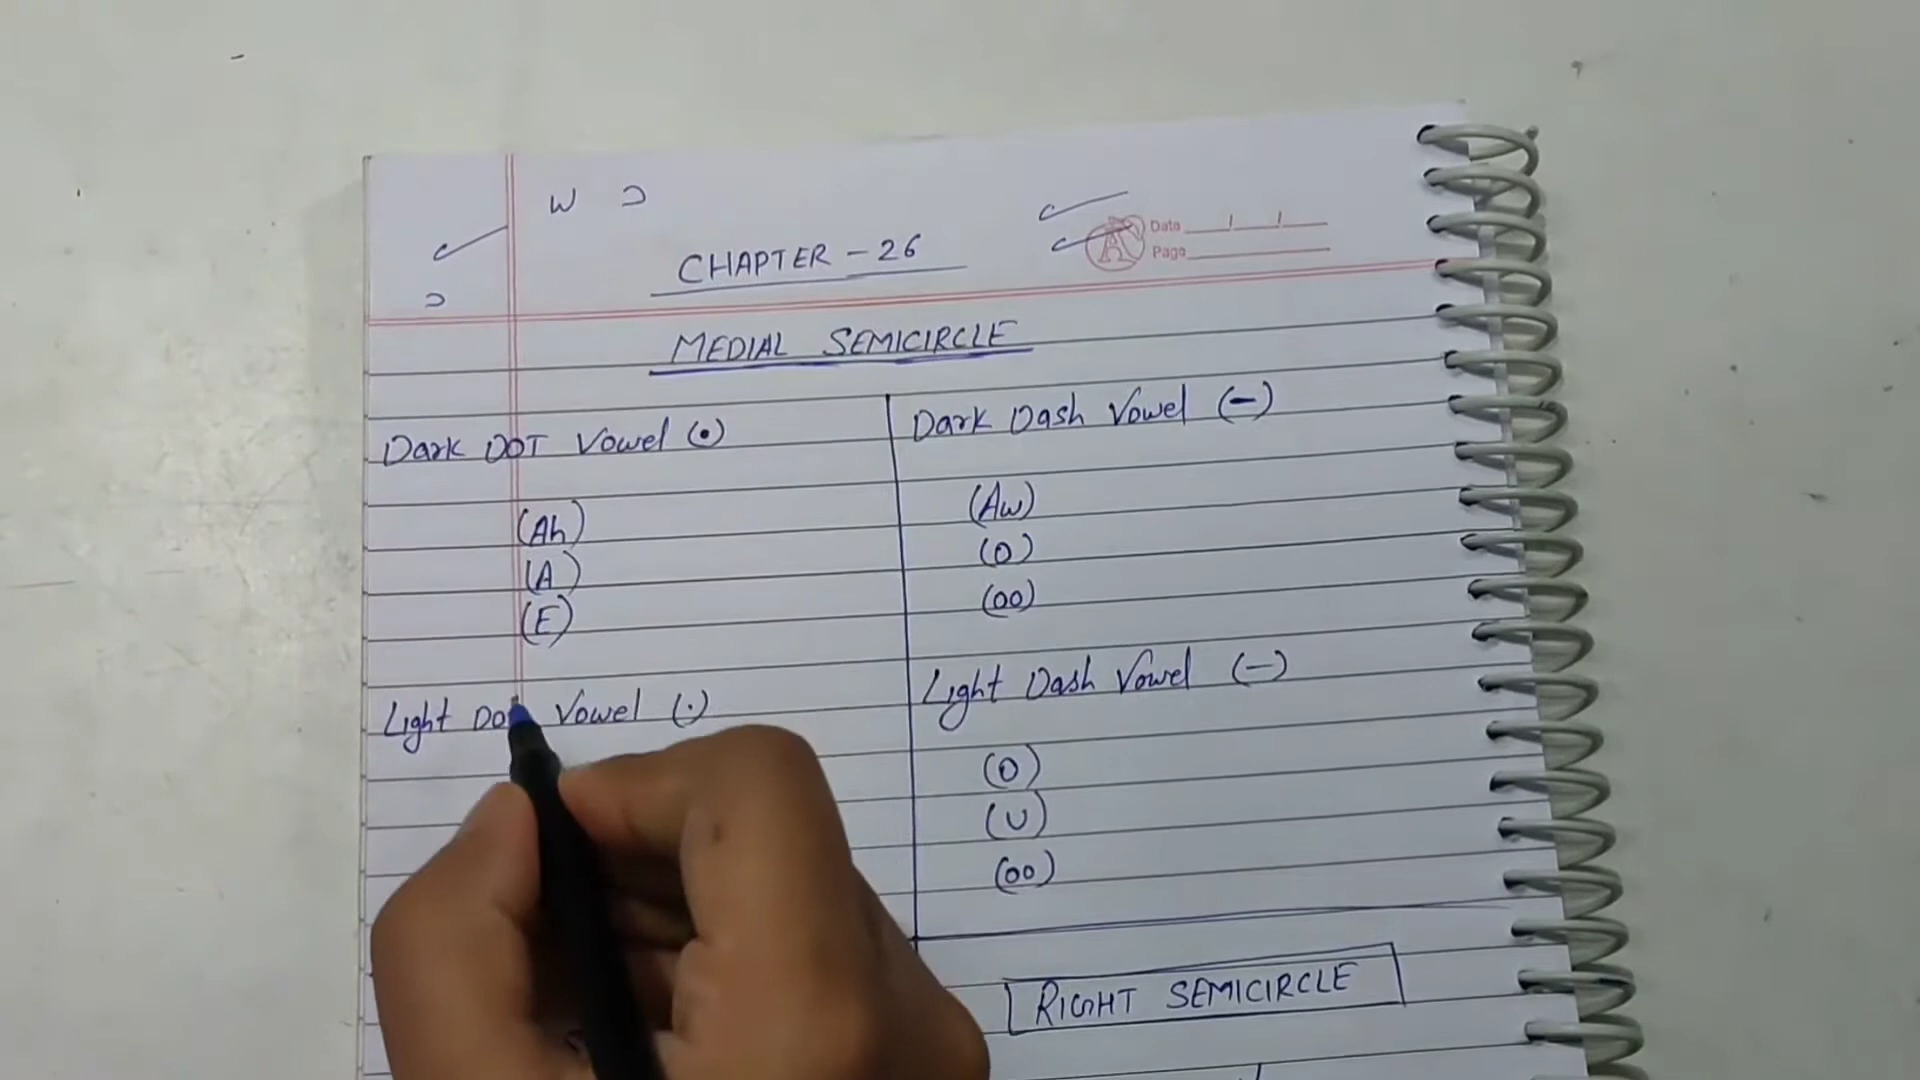 W
CHAPTER - 26
Date
Page
MEDIAL SEMICIRCLE
Dark DOT Vowel (•)
(Ah)
(A)
(E)
Light DOT Vowel (.)
Dark Dash Vowel (-)
(Aw)
(O)
(oo)
Light Dash Vowel (-)
(O)
(U)
(oo)
RIGHT SEMICIRCLE